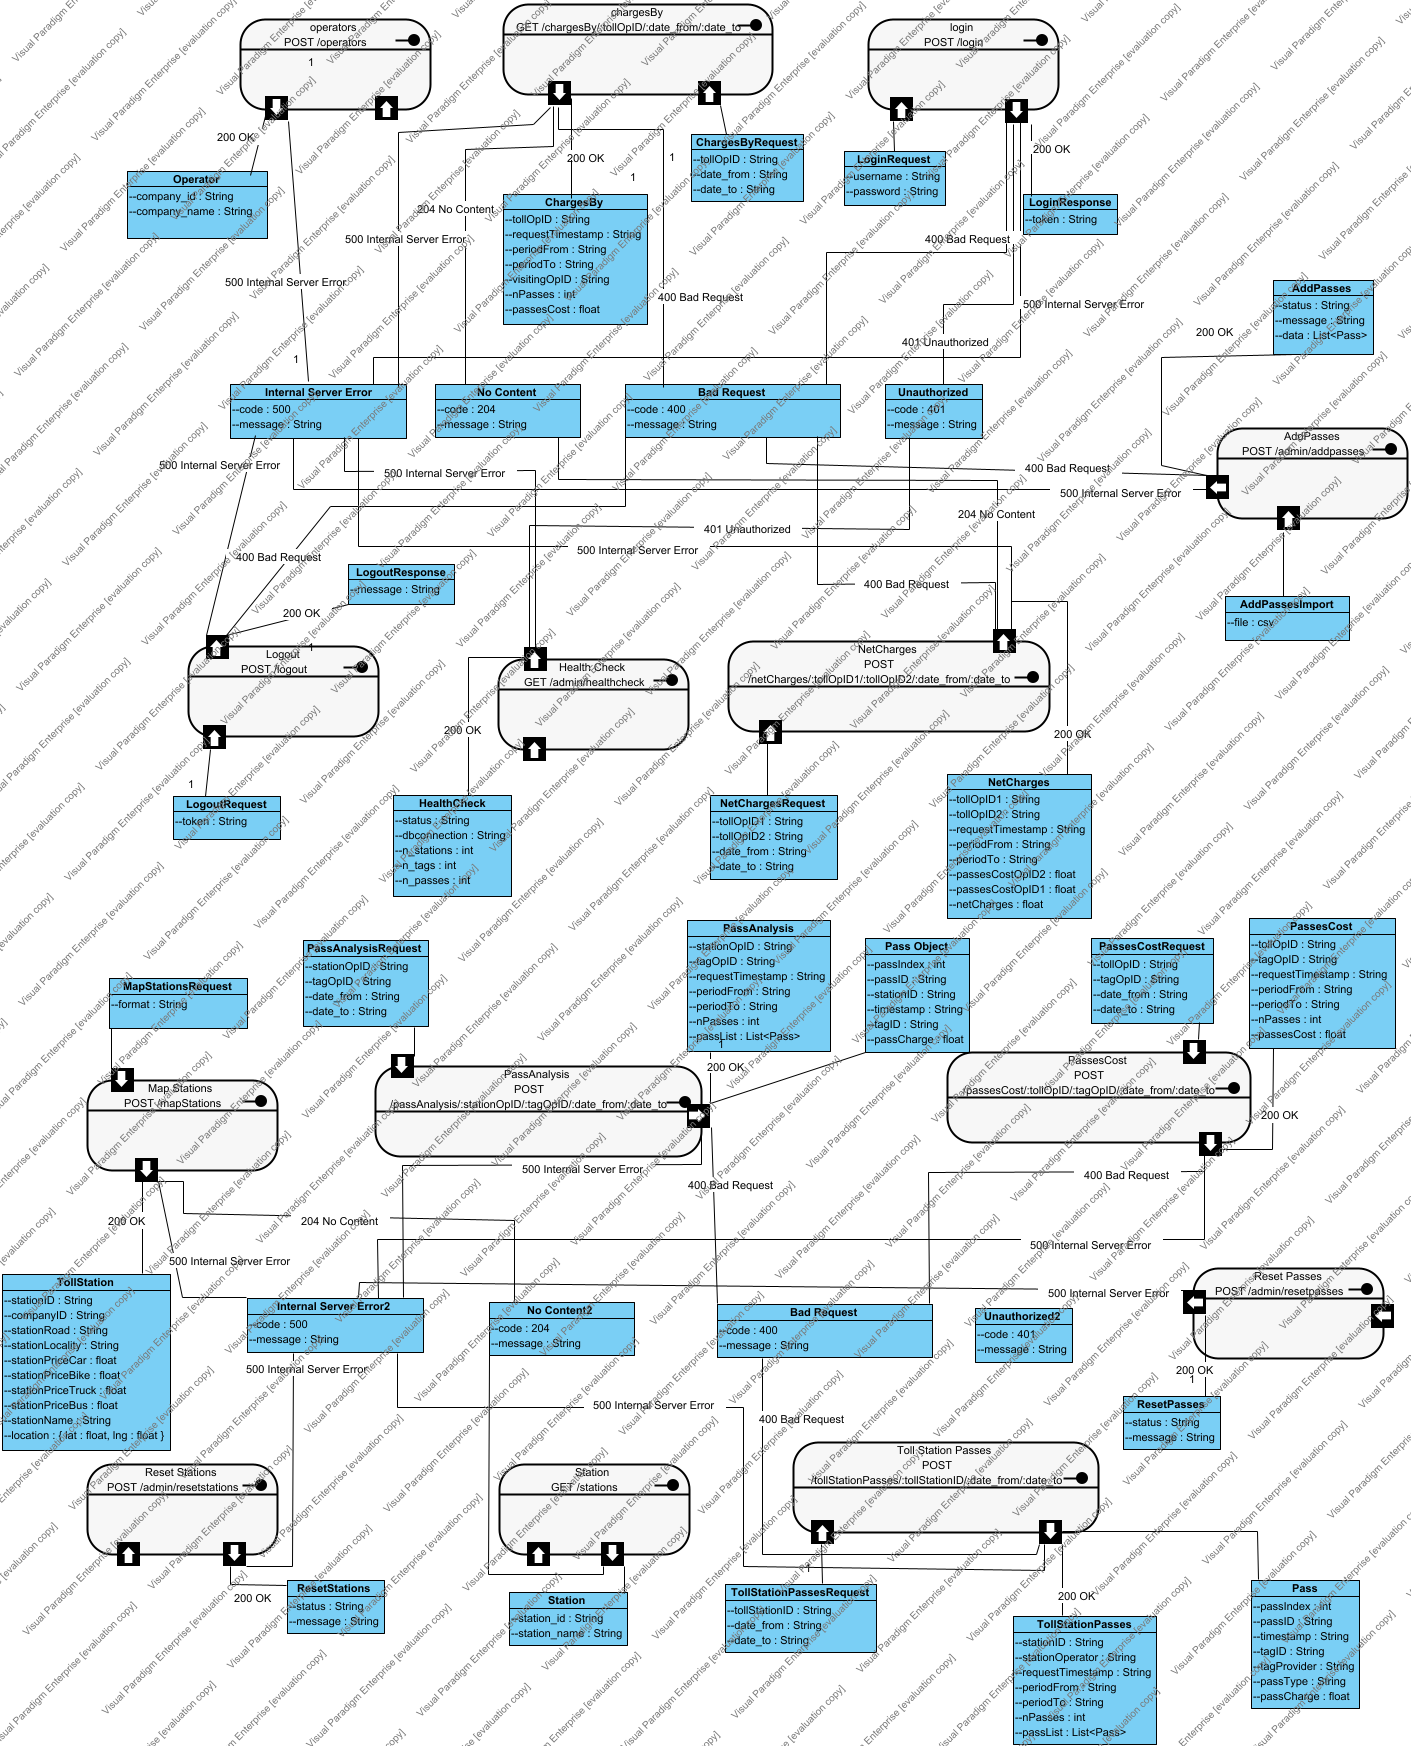 operators
POST /operators
1
chargesBy
GET /chargesBy/:tollOpID/:date_from/:date_to
login
POST /login
200 OK
200 OK
1
1
200 OK
Operator
--company_id : String
--company_name : String
ChargesByRequest
--tollOpID : String
--date_from : String
--date_to : String
LoginRequest
--username : String
--password : String
LoginResponse
--token : String
204 No Content
500 Internal Server Error
ChargesBy
--tollOpID : String
--requestTimestamp : String
--periodFrom : String
--periodTo : String
--visitingOpID : String
--nPasses : int
--passesCost : float
400 Bad Request
500 Internal Server Error
400 Bad Request
500 Internal Server Error
401 Unauthorized
1
AddPasses
--status : String
--message : String
--data : List<Pass>
200 OK
Internal Server Error
--code : 500
--message : String
No Content
--code : 204
--message : String
Bad Request
--code : 400
--message : String
Unauthorized
--code : 401
--message : String
AddPasses
POST /admin/addpasses
500 Internal Server Error
500 Internal Server Error
400 Bad Request
500 Internal Server Error
204 No Content
401 Unauthorized
500 Internal Server Error
400 Bad Request
400 Bad Request
LogoutResponse
--message : String
200 OK
AddPassesImport
--file : csv
Logout
POST /logout
1
Health Check
GET /admin/healthcheck
NetCharges
POST
/netCharges/:tollOpID1/:tollOpID2/:date_from/:date_to
200 OK
200 OK
1
LogoutRequest
--token : String
HealthCheck
--status : String
--dbconnection : String
--n_stations : int
--n_tags : int
--n_passes : int
NetChargesRequest
--tollOpID1 : String
--tollOpID2 : String
--date_from : String
--date_to : String
NetCharges
--tollOpID1 : String
--tollOpID2 : String
--requestTimestamp : String
--periodFrom : String
--periodTo : String
--passesCostOpID2 : float
--passesCostOpID1 : float
--netCharges : float
MapStationsRequest
--format : String
PassAnalysisRequest
--stationOpID : String
--tagOpID : String
--date_from : String
--date_to : String
PassAnalysis
--stationOpID : String
--tagOpID : String
--requestTimestamp : String
--periodFrom : String
--periodTo : String
--nPasses : int
--passList : List<Pass>
1
200 OK
Pass Object
--passIndex : int
--passID : String
--stationID : String
--timestamp : String
--tagID : String
--passCharge : float
PassesCostRequest
--tollOpID : String
--tagOpID : String
--date_from : String
--date_to : String
PassesCost
--tollOpID : String
--tagOpID : String
--requestTimestamp : String
--periodFrom : String
--periodTo : String
--nPasses : int
--passesCost : float
Map Stations
POST /mapStations
PassAnalysis
POST
/passAnalysis/:stationOpID/:tagOpID/:date_from/:date_to
PassesCost
POST
/passesCost/:tollOpID/:tagOpID/:date_from/:date_to
200 OK
500 Internal Server Error
400 Bad Request
400 Bad Request
200 OK
204 No Content
500 Internal Server Error
500 Internal Server Error
500 Internal Server Error
TollStation
--stationID : String
--companyID : String
--stationRoad : String
--stationLocality : String
--stationPriceCar : float
--stationPriceBike : float
--stationPriceTruck : float
--stationPriceBus : float
--stationName : String
--location : { lat : float, lng : float }
Internal Server Error2
--code : 500
--message : String
No Content2
--code : 204
--message : String
Bad Request
--code : 400
--message : String
Unauthorized2
--code : 401
--message : String
Reset Passes
POST /admin/resetpasses
500 Internal Server Error
200 OK
1
500 Internal Server Error
400 Bad Request
ResetPasses
--status : String
--message : String
Reset Stations
POST /admin/resetstations
Station
GET /stations
Toll Station Passes
POST
/tollStationPasses/:tollStationID/:date_from/:date_to
200 OK
1
200 OK
ResetStations
--status : String
--message : String
Station
--station_id : String
--station_name : String
TollStationPassesRequest
--tollStationID : String
--date_from : String
--date_to : String
TollStationPasses
--stationID : String
--stationOperator : String
--requestTimestamp : String
--periodFrom : String
--periodTo : String
--nPasses : int
--passList : List<Pass>
Pass
--passIndex : int
--passID : String
--timestamp : String
--tagID : String
--tagProvider : String
--passType : String
--passCharge : float
Visual Paradigm Enterprise [evaluation copy]